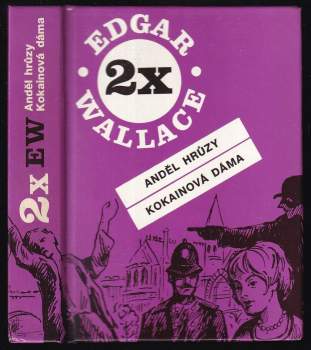 2x EW
Anděl hrůzy
Kokainová dáma
EDGAR
2x
WALLACE
ANDĚL HRŮZY
KOKAINOVÁ DÁMA